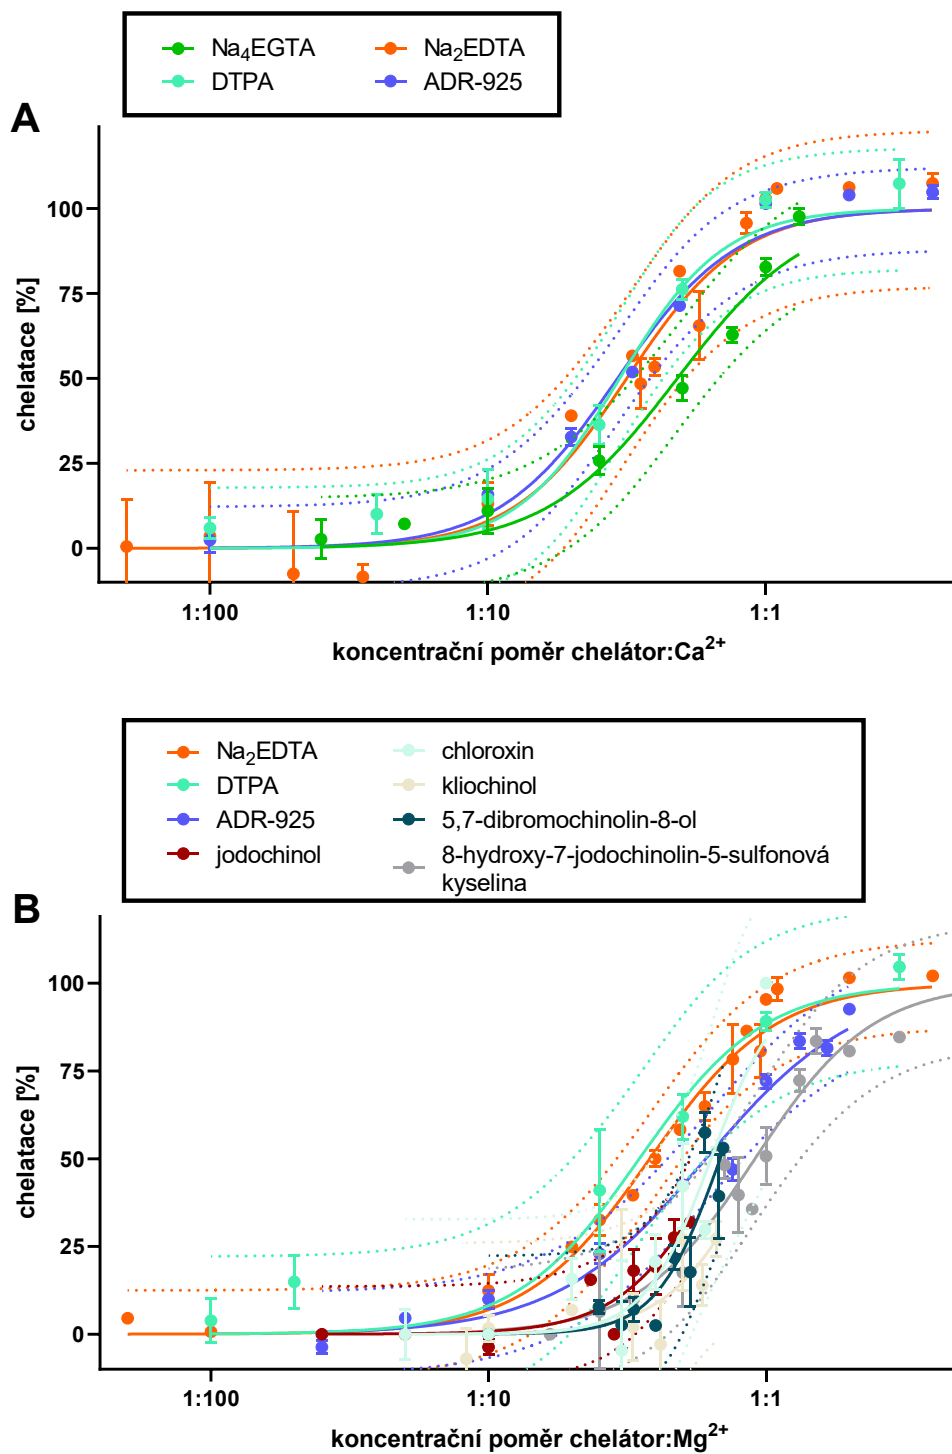 Na₄EGTA
Na₂EDTA
DTPA
ADR-925
A
100
75
50
25
0
chelatace [%]
1:100
1:10
1:1
koncentrační poměr chelátor:Ca²⁺
Na₂EDTA
chloroxin
DTPA
kliochinol
ADR-925
5,7-dibromochinolin-8-ol
jodochinol
8-hydroxy-7-jodochinolin-5-sulfonová
kyselina
B
100
75
50
25
0
chelatace [%]
1:100
1:10
1:1
koncentrační poměr chelátor:Mg²⁺